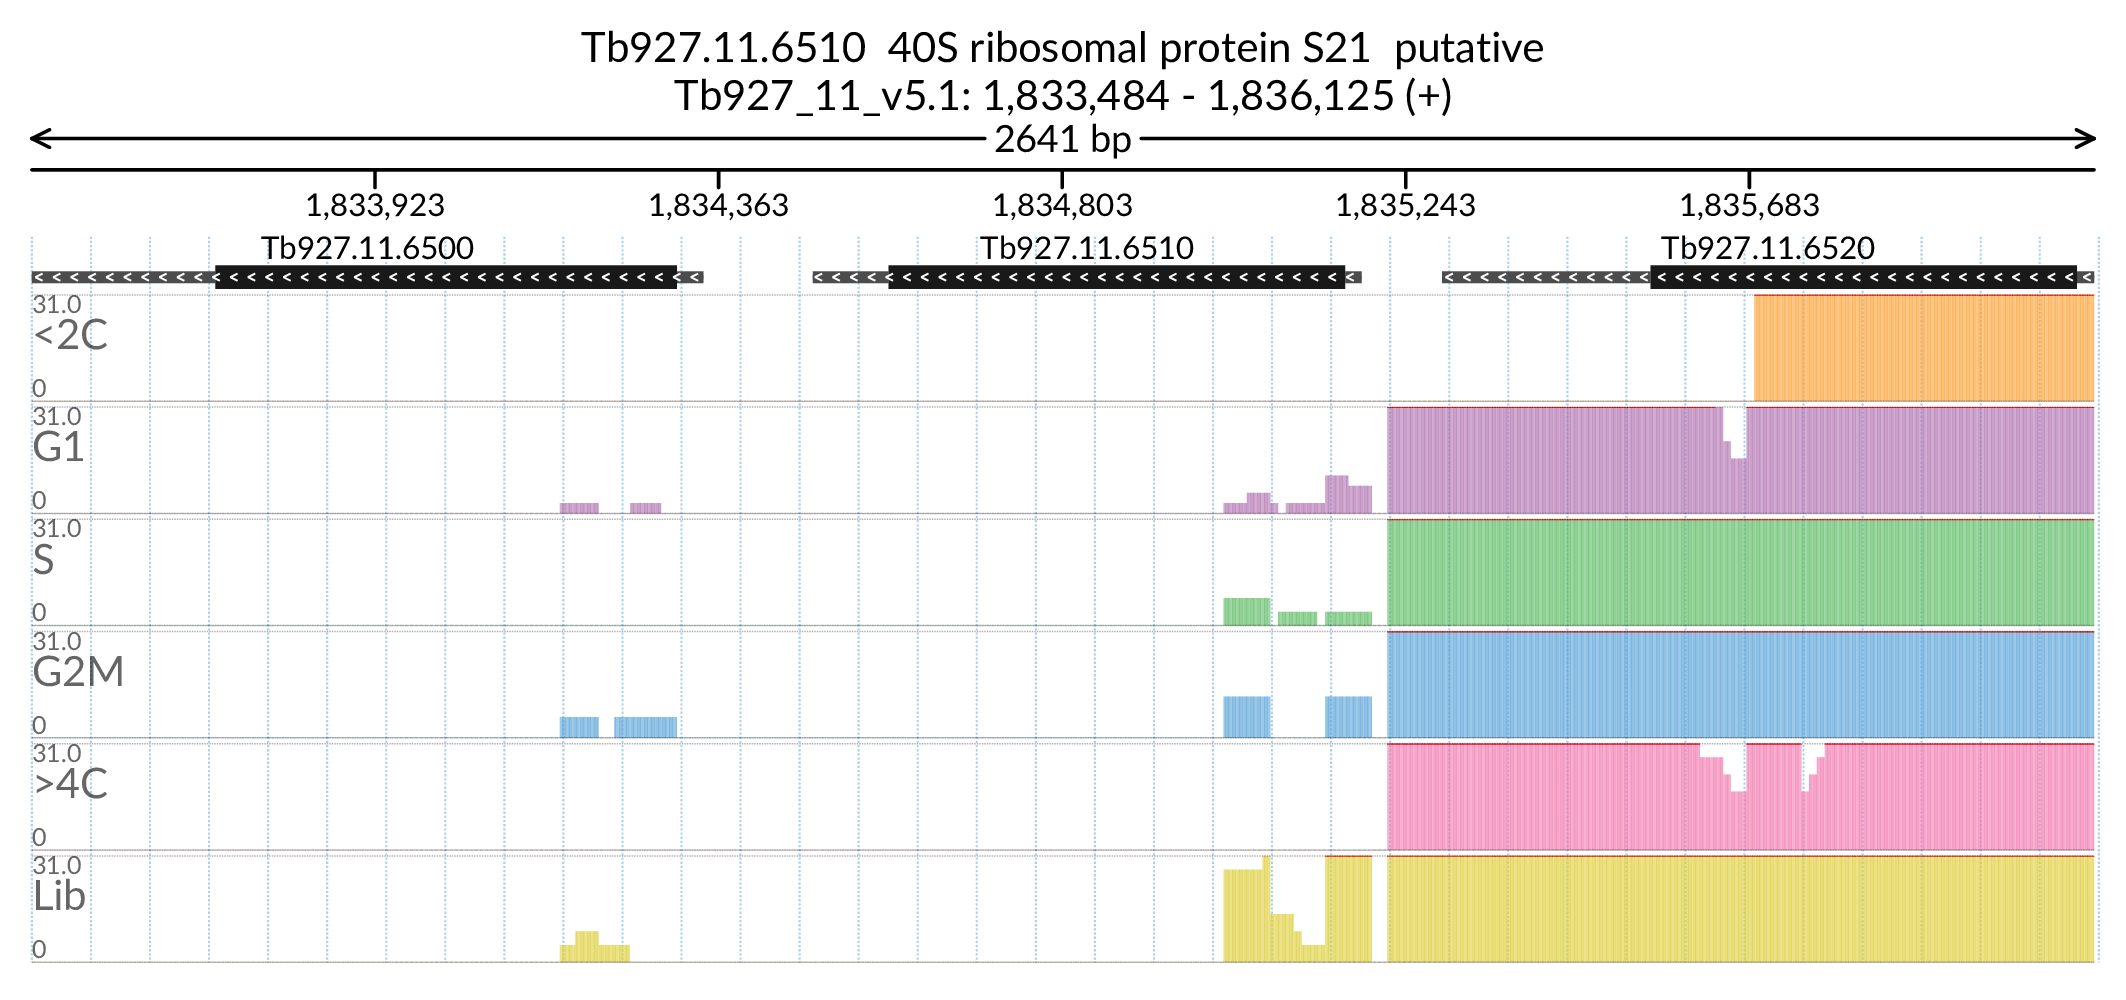 Tb927.11.6510  40S ribosomal protein S21  putative
Tb927_11_v5.1: 1,833,484 - 1,836,125 (+)
2641 bp
1,833,923 1,834,363 1,834,803 1,835,243 1,835,683
Tb927.11.6500 Tb927.11.6510 Tb927.11.6520
31.0
<2C
0
31.0
G1
0
31.0
S
0
31.0
G2M
0
31.0
>4C
0
31.0
Lib
0